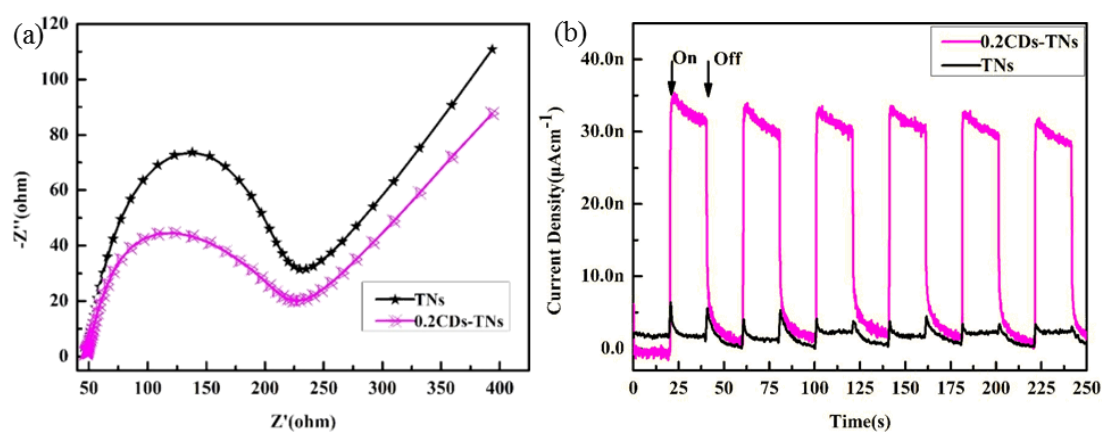 (a)
120
100
80
60
40
20
0
-Z''(ohm)
50 100 150 200 250 300 350 400
Z'(ohm)
TNs
0.2CDs-TNs
(b)
40.0n
30.0n
20.0n
10.0n
0.0
Current Density(μAcm⁻¹)
0 25 50 75 100 125 150 175 200 225 250
Time(s)
On Off
0.2CDs-TNs
TNs